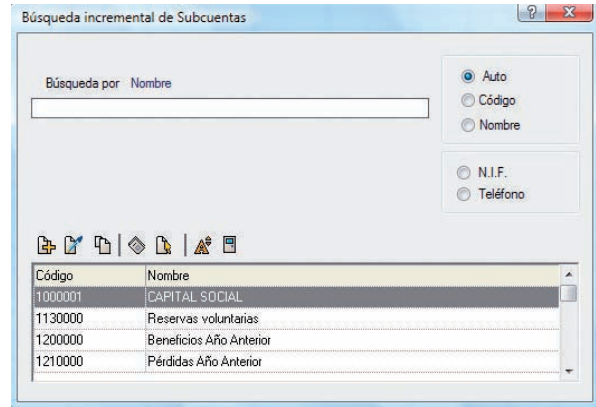 Búsqueda incremental de Subcuentas
Búsqueda por Nombre
Auto
Código
Nombre
N.I.F.
Teléfono
Código Nombre
1000001 CAPITAL SOCIAL
1130000 Reservas voluntarias
1200000 Beneficios Año Anterior
1210000 Pérdidas Año Anterior